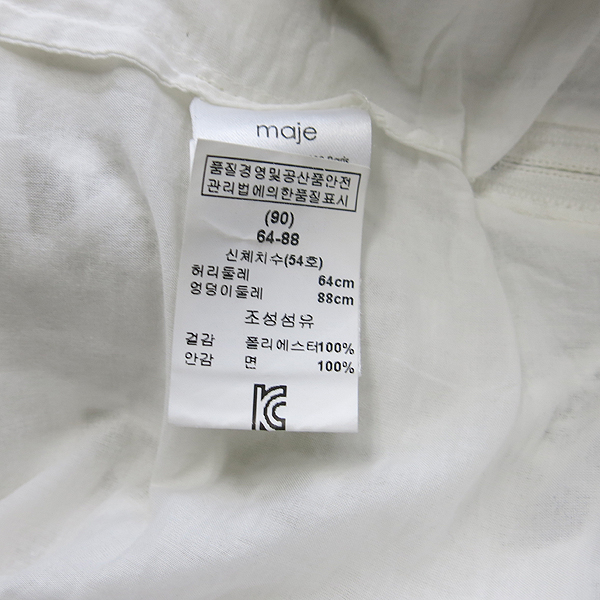 maje
Paris
품질경영및공산품안전
관리법에의한품질표시
(90)
64-88
신체치수(54호)
허리둘레 64cm
엉덩이둘레 88cm
조성섬유
겉감 폴리에스터100%
안감 면 100%